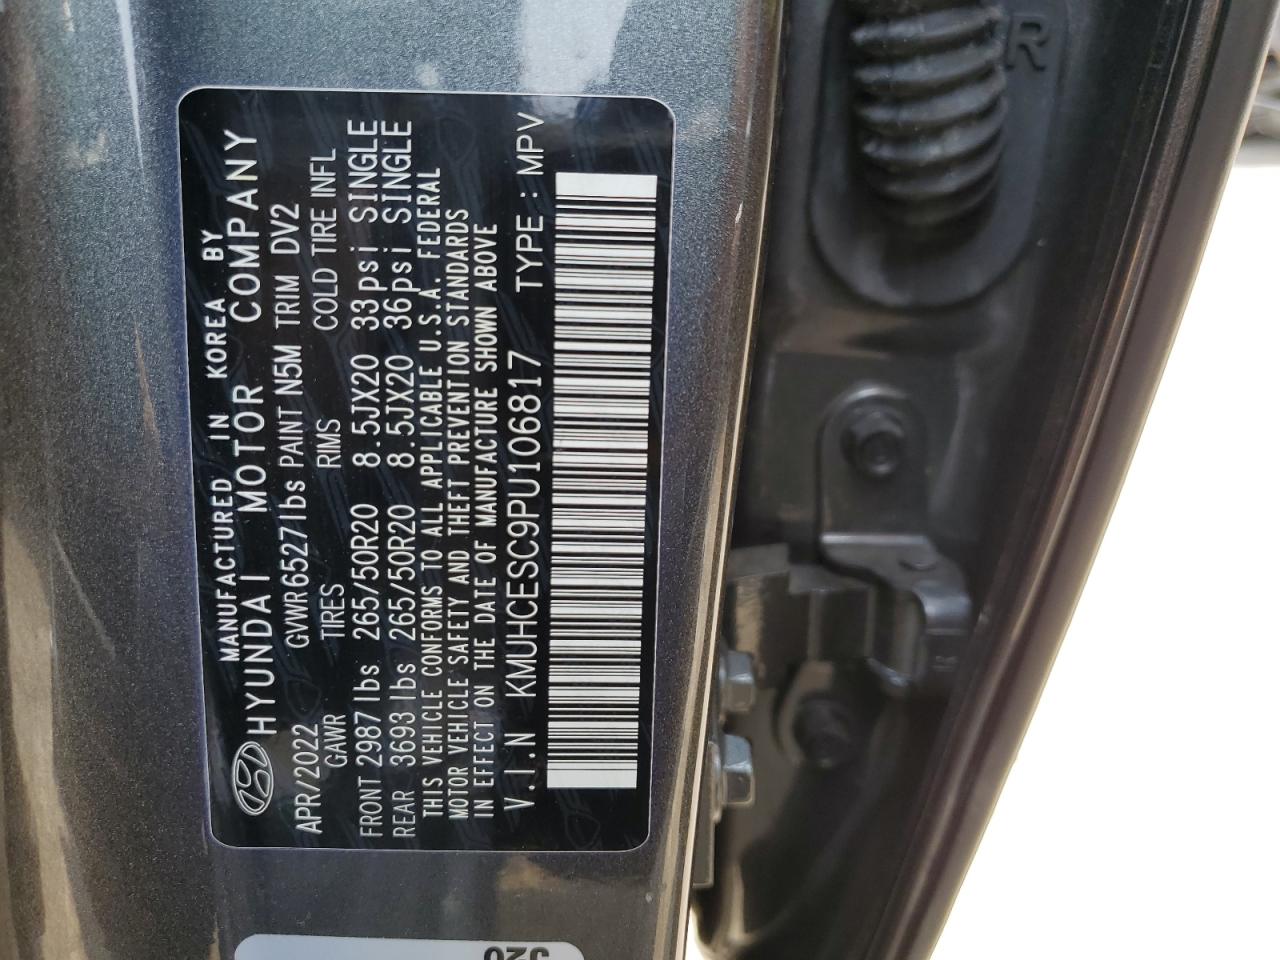 MANUFACTURED IN KOREA BY
HYUNDAI MOTOR COMPANY
APR/2022 GVWR6527lbs PAINT N5M TRIM DV2
GAWR TIRES RIMS COLD TIRE INFL
FRONT 2987lbs 265/50R20 8.5JX20 33psi SINGLE
REAR 3693lbs 265/50R20 8.5JX20 36psi SINGLE
THIS VEHICLE CONFORMS TO ALL APPLICABLE U.S.A. FEDERAL
MOTOR VEHICLE SAFETY AND THEFT PREVENTION STANDARDS
IN EFFECT ON THE DATE OF MANUFACTURE SHOWN ABOVE
V.I.N KMUHCESC9PU106817 TYPE : MPV
R